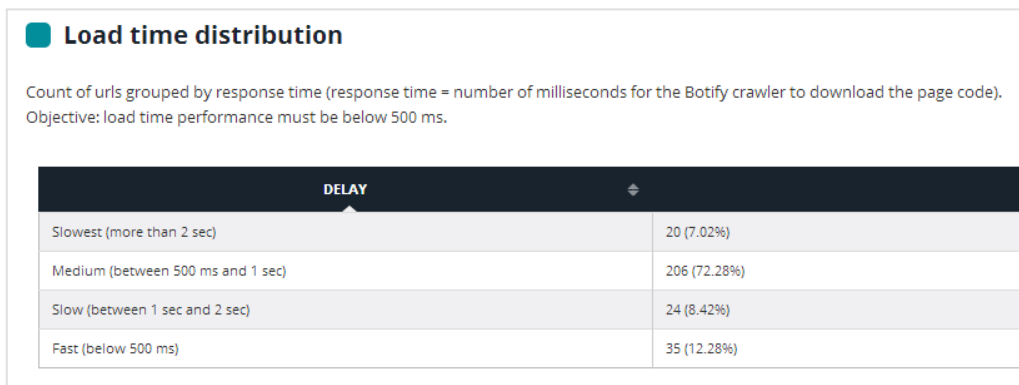 Load time distribution
Count of urls grouped by response time (response time = number of milliseconds for the Botify crawler to download the page code).
Objective: load time performance must be below 500 ms.
DELAY
Slowest (more than 2 sec) 20 (7.02%)
Medium (between 500 ms and 1 sec) 206 (72.28%)
Slow (between 1 sec and 2 sec) 24 (8.42%)
Fast (below 500 ms) 35 (12.28%)